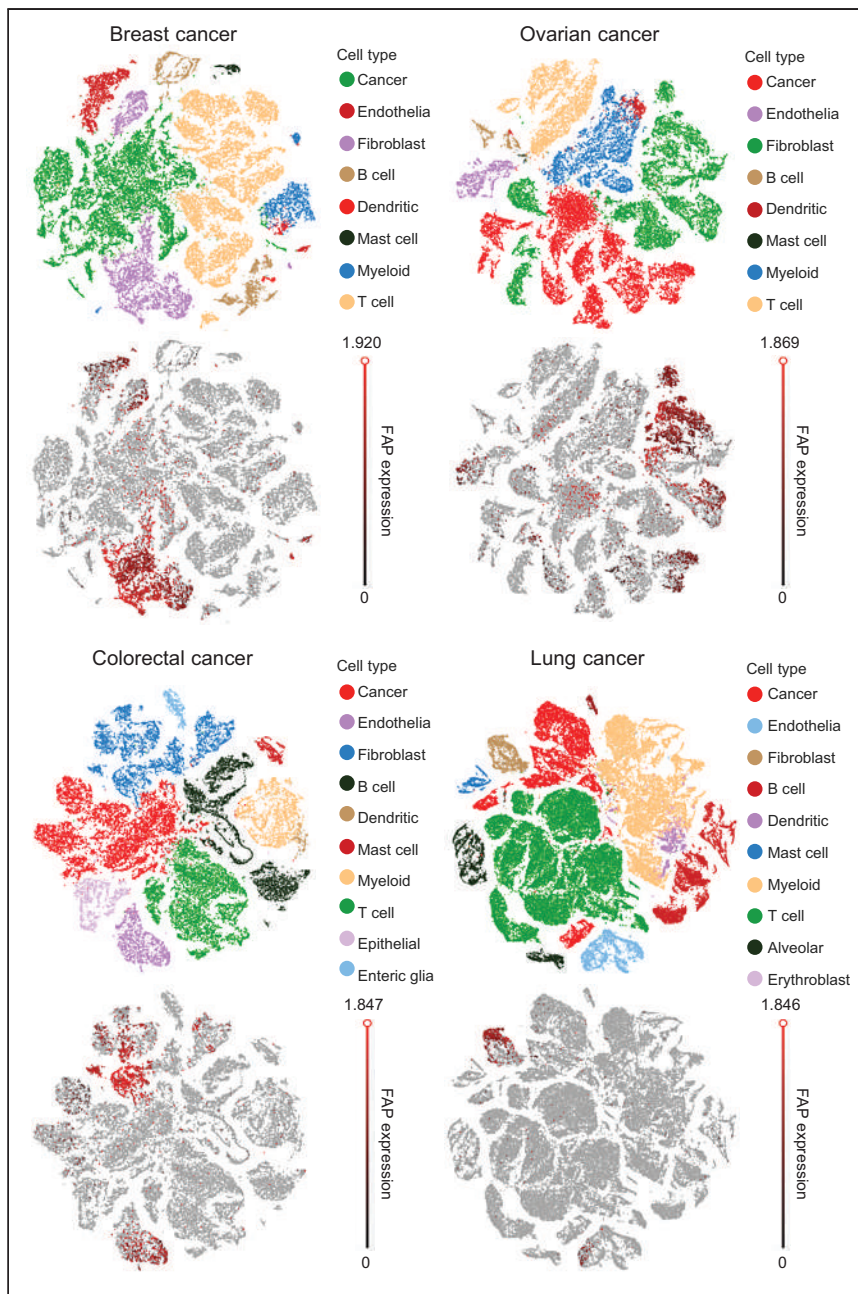 Breast cancer
Cell type
Cancer
Endothelia
Fibroblast
B cell
Dendritic
Mast cell
Myeloid
T cell
1.920
FAP expression
0
Ovarian cancer
Cell type
Cancer
Endothelia
Fibroblast
B cell
Dendritic
Mast cell
Myeloid
T cell
1.869
FAP expression
0
Colorectal cancer
Cell type
Cancer
Endothelia
Fibroblast
B cell
Dendritic
Mast cell
Myeloid
T cell
Epithelial
Enteric glia
1.847
FAP expression
0
Lung cancer
Cell type
Cancer
Endothelia
Fibroblast
B cell
Dendritic
Mast cell
Myeloid
T cell
Alveolar
Erythroblast
1.846
FAP expression
0